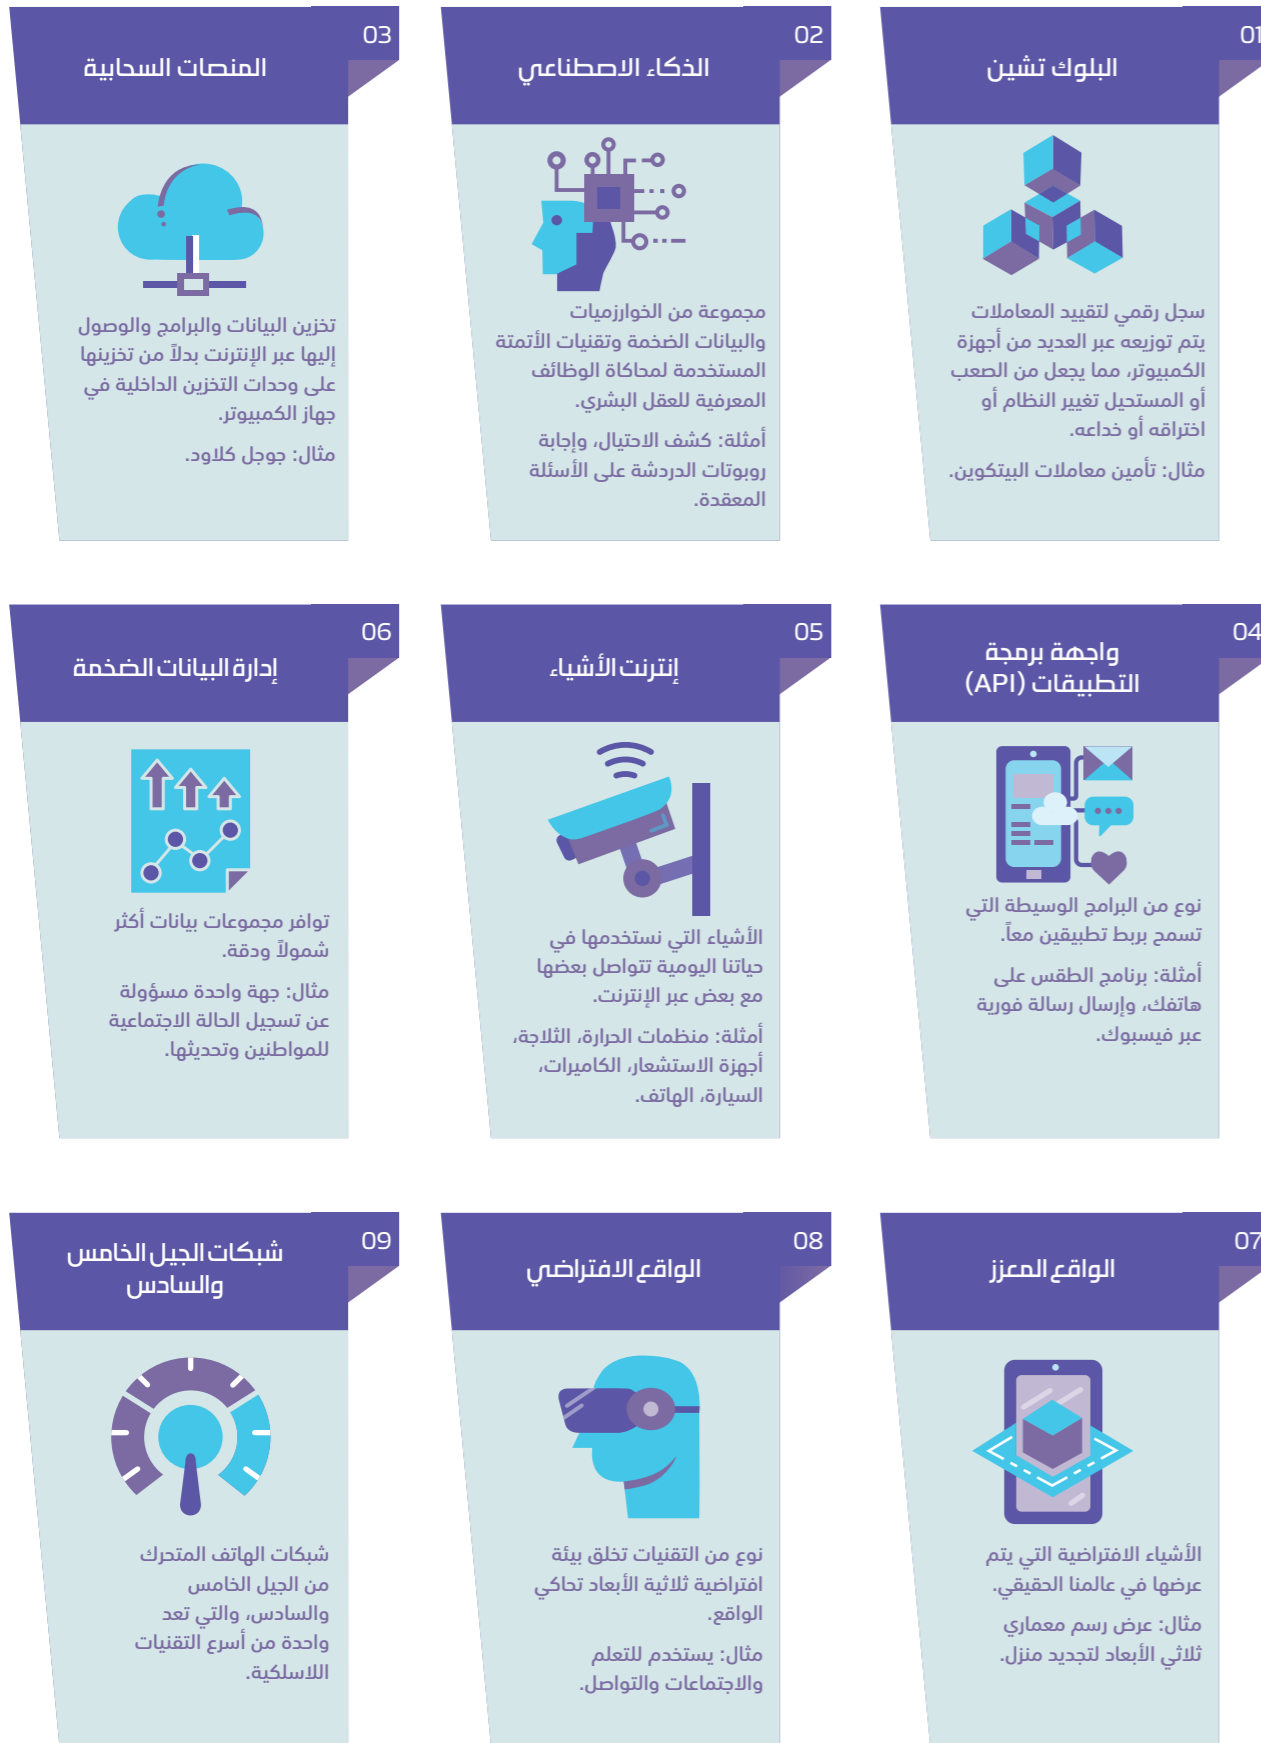 01
البلوك تشين
سجل رقمي لتقييد المعاملات
يتم توزيعه عبر العديد من أجهزة
الكمبيوتر، مما يجعل من الصعب
أو المستحيل تغيير النظام أو
اختراقه أو خداعه.
مثال: تأمين معاملات البيتكوين.
02
الذكاء الاصطناعي
مجموعة من الخوارزميات
والبيانات الضخمة وتقنيات الأتمتة
المستخدمة لمحاكاة الوظائف
المعرفية للعقل البشري.
أمثلة: كشف الاحتيال، وإجابة
روبوتات الدردشة على الأسئلة
المعقدة.
03
المنصات السحابية
تخزين البيانات والبرامج والوصول
إليها عبر الإنترنت بدلاً من تخزينها
على وحدات التخزين الداخلية في
جهاز الكمبيوتر.
مثال: جوجل كلاود.
04
واجهة برمجة
التطبيقات (API)
نوع من البرامج الوسيطة التي
تسمح بربط تطبيقين معاً.
أمثلة: برنامج الطقس على
هاتفك، وإرسال رسالة فورية
عبر فيسبوك.
05
إنترنت الأشياء
الأشياء التي نستخدمها في
حياتنا اليومية تتواصل بعضها
مع بعض عبر الإنترنت.
أمثلة: منظمات الحرارة، الثلاجة،
أجهزة الاستشعار، الكاميرات،
السيارة، الهاتف.
06
إدارة البيانات الضخمة
توافر مجموعات بيانات أكثر
شمولاً ودقة.
مثال: جهة واحدة مسؤولة
عن تسجيل الحالة الاجتماعية
للمواطنين وتحديثها.
07
الواقع المعزز
الأشياء الافتراضية التي يتم
عرضها في عالمنا الحقيقي.
مثال: عرض رسم معماري
ثلاثي الأبعاد لتجديد منزل.
08
الواقع الافتراضي
نوع من التقنيات تخلق بيئة
افتراضية ثلاثية الأبعاد تحاكي
الواقع.
مثال: يستخدم للتعلم
والاجتماعات والتواصل.
09
شبكات الجيل الخامس
والسادس
شبكات الهاتف المتحرك
من الجيل الخامس
والسادس، والتي تعد
واحدة من أسرع التقنيات
اللاسلكية.